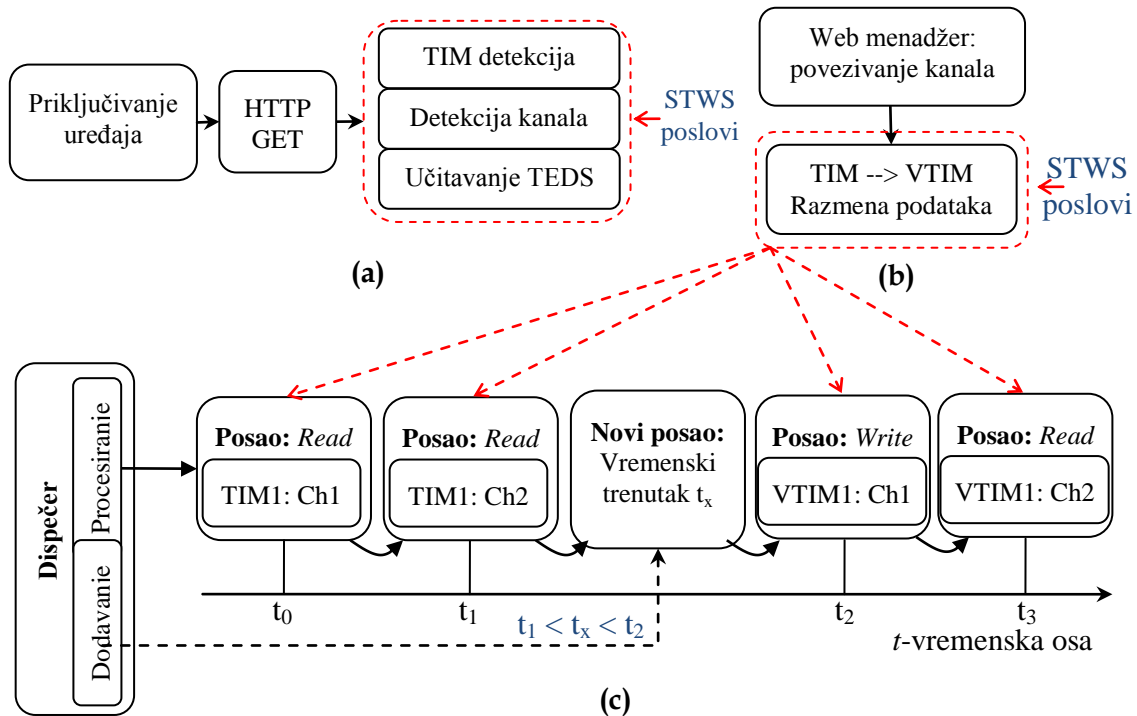 Priključivanje
uređaja
HTTP
GET
TIM detekcija
Detekcija kanala
Učitavanje TEDS
STWS
poslovi
(a)
Web menadžer:
povezivanje kanala
TIM --> VTIM
Razmena podataka
STWS
poslovi
(b)
Dispečer
Procesiranje
Dodavanje
Posao: Read
TIM1: Ch1
Posao: Read
TIM1: Ch2
Novi posao:
Vremenski
trenutak tx
Posao: Write
VTIM1: Ch1
Posao: Read
VTIM1: Ch2
t0
t1
t1 < tx < t2
t2
t3
t-vremenska osa
(c)